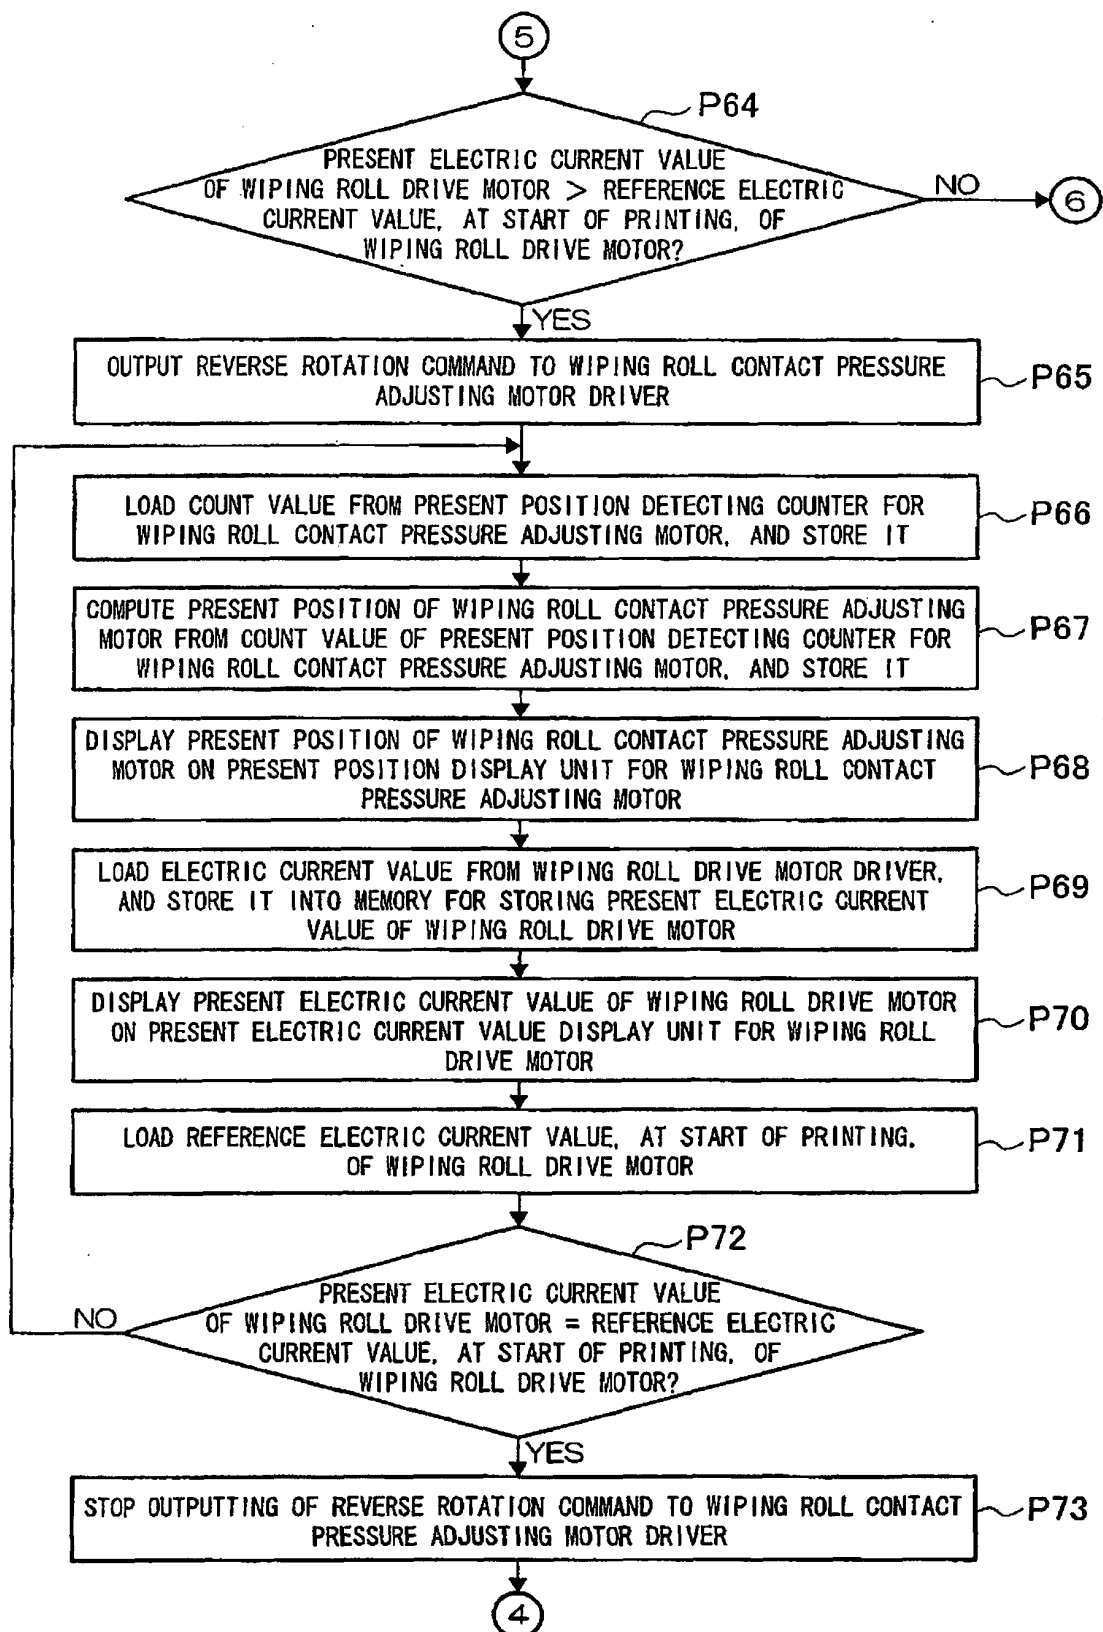 5
P64
PRESENT ELECTRIC CURRENT VALUE
OF WIPING ROLL DRIVE MOTOR > REFERENCE ELECTRIC
CURRENT VALUE, AT START OF PRINTING, OF
WIPING ROLL DRIVE MOTOR?
NO
6
YES
OUTPUT REVERSE ROTATION COMMAND TO WIPING ROLL CONTACT PRESSURE
ADJUSTING MOTOR DRIVER
P65
LOAD COUNT VALUE FROM PRESENT POSITION DETECTING COUNTER FOR
WIPING ROLL CONTACT PRESSURE ADJUSTING MOTOR, AND STORE IT
P66
COMPUTE PRESENT POSITION OF WIPING ROLL CONTACT PRESSURE ADJUSTING
MOTOR FROM COUNT VALUE OF PRESENT POSITION DETECTING COUNTER FOR
WIPING ROLL CONTACT PRESSURE ADJUSTING MOTOR, AND STORE IT
P67
DISPLAY PRESENT POSITION OF WIPING ROLL CONTACT PRESSURE ADJUSTING
MOTOR ON PRESENT POSITION DISPLAY UNIT FOR WIPING ROLL CONTACT
PRESSURE ADJUSTING MOTOR
P68
LOAD ELECTRIC CURRENT VALUE FROM WIPING ROLL DRIVE MOTOR DRIVER,
AND STORE IT INTO MEMORY FOR STORING PRESENT ELECTRIC CURRENT
VALUE OF WIPING ROLL DRIVE MOTOR
P69
DISPLAY PRESENT ELECTRIC CURRENT VALUE OF WIPING ROLL DRIVE MOTOR
ON PRESENT ELECTRIC CURRENT VALUE DISPLAY UNIT FOR WIPING ROLL
DRIVE MOTOR
P70
LOAD REFERENCE ELECTRIC CURRENT VALUE, AT START OF PRINTING,
OF WIPING ROLL DRIVE MOTOR
P71
P72
PRESENT ELECTRIC CURRENT VALUE
OF WIPING ROLL DRIVE MOTOR = REFERENCE ELECTRIC
CURRENT VALUE, AT START OF PRINTING, OF
WIPING ROLL DRIVE MOTOR?
NO
YES
STOP OUTPUTTING OF REVERSE ROTATION COMMAND TO WIPING ROLL CONTACT
PRESSURE ADJUSTING MOTOR DRIVER
P73
4